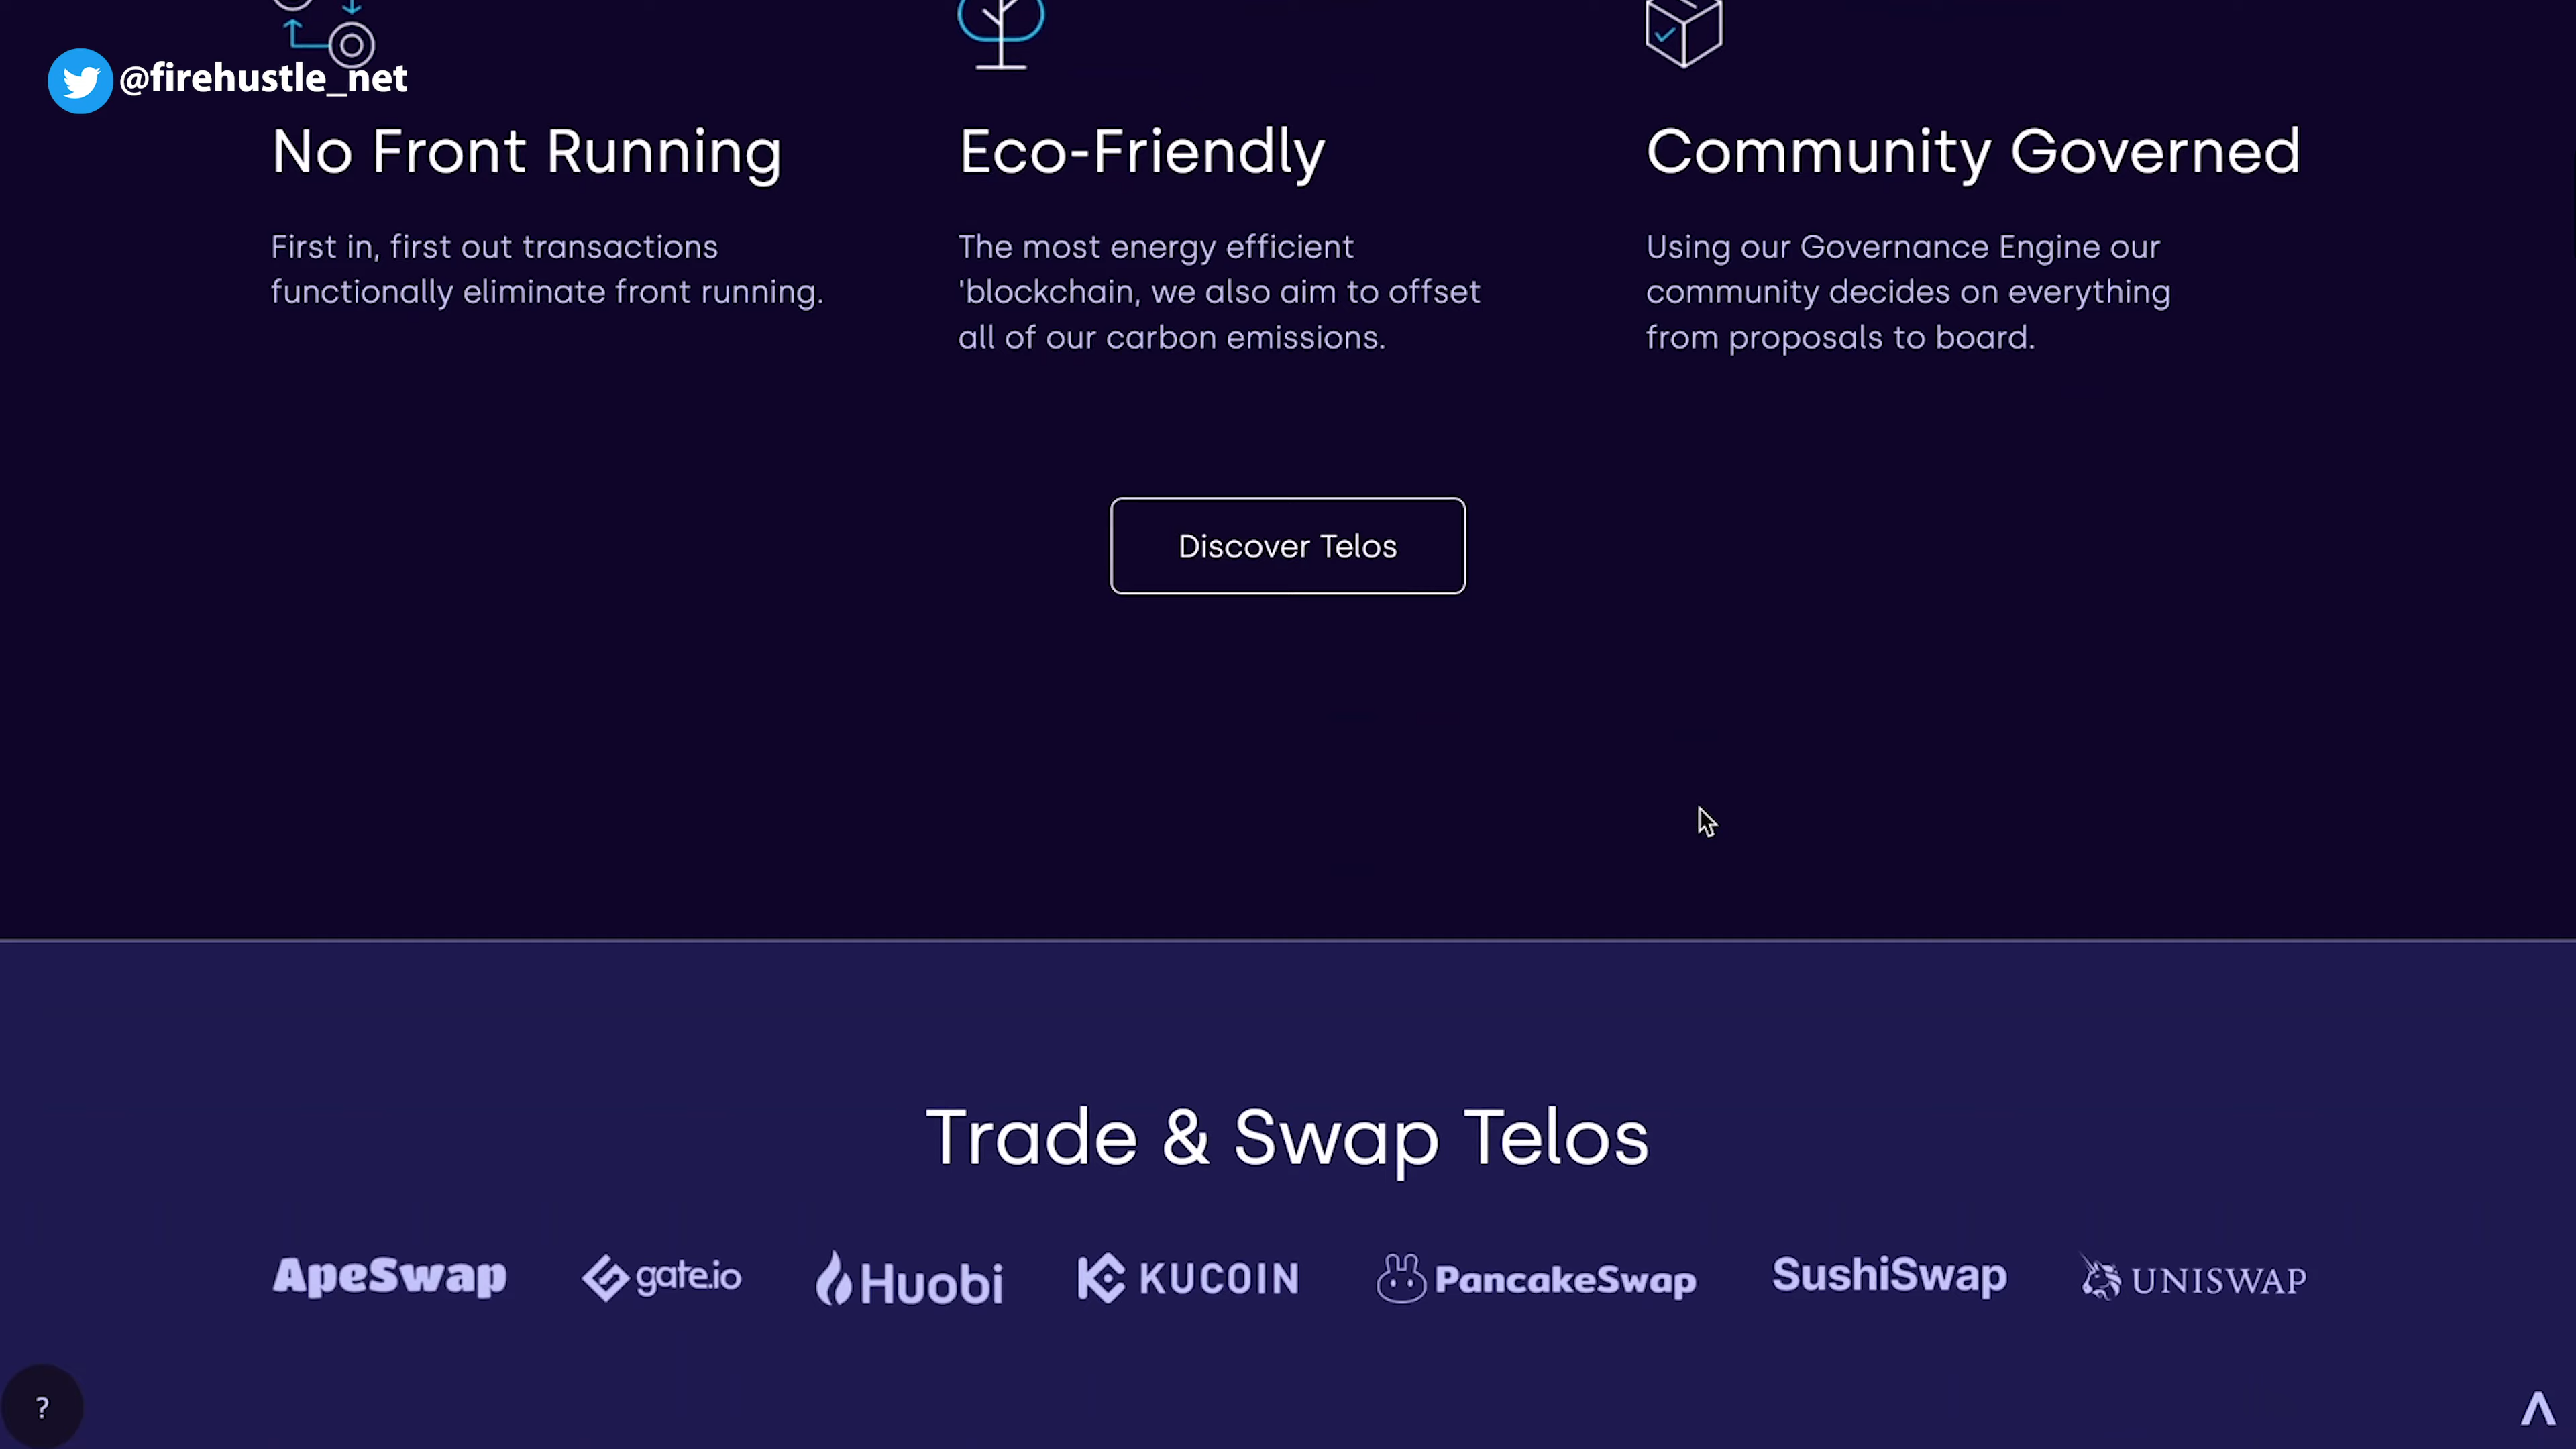 @firehustle_net
No Front Running
First in, first out transactions
functionally eliminate front running.
Eco-Friendly
The most energy efficient
'blockchain, we also aim to offset
all of our carbon emissions.
Community Governed
Using our Governance Engine our
community decides on everything
from proposals to board.
Discover Telos
Trade & Swap Telos
ApeSwap
gate.io
Huobi
KUCOIN
PancakeSwap
SushiSwap
UNISWAP
?